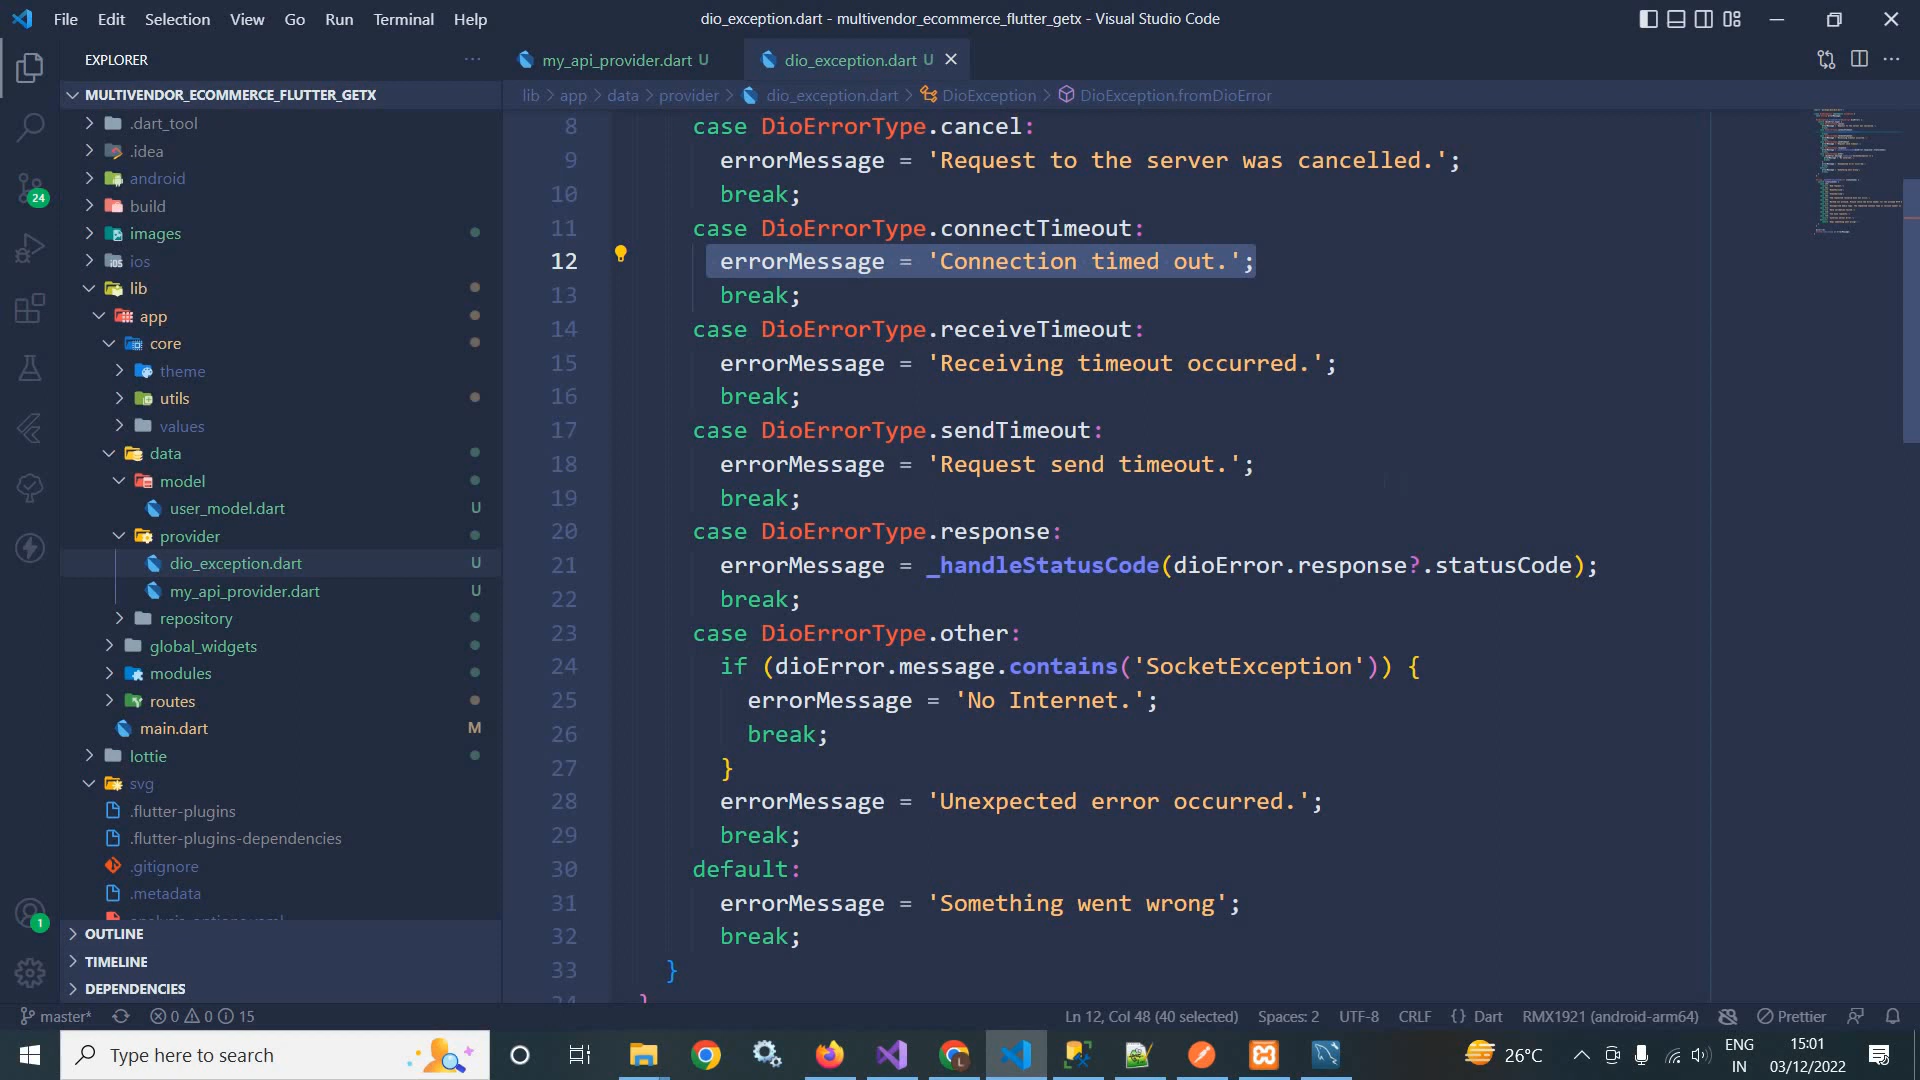 File Edit Selection View Go Run Terminal Help
dio_exception.dart - multivendor_ecommerce_flutter_getx - Visual Studio Code
EXPLORER
my_api_provider.dart U
dio_exception.dart U
MULTIVENDOR_ECOMMERCE_FLUTTER_GETX
lib > app > data > provider > dio_exception.dart > DioException > DioException.fromDioError
.dart_tool
.idea
android
build
images
ios
lib
app
core
theme
utils
values
data
model
user_model.dart U
provider
dio_exception.dart U
my_api_provider.dart U
repository
global_widgets
modules
routes
main.dart M
lottie
svg
.flutter-plugins
.flutter-plugins-dependencies
.gitignore
.metadata
OUTLINE
TIMELINE
DEPENDENCIES
24
1
8 case DioErrorType.cancel:
9 errorMessage = 'Request to the server was cancelled.';
10 break;
11 case DioErrorType.connectTimeout:
12 errorMessage = 'Connection timed out.';
13 break;
14 case DioErrorType.receiveTimeout:
15 errorMessage = 'Receiving timeout occurred.';
16 break;
17 case DioErrorType.sendTimeout:
18 errorMessage = 'Request send timeout.';
19 break;
20 case DioErrorType.response:
21 errorMessage = _handleStatusCode(dioError.response?.statusCode);
22 break;
23 case DioErrorType.other:
24 if (dioError.message.contains('SocketException')) {
25 errorMessage = 'No Internet.';
26 break;
27 }
28 errorMessage = 'Unexpected error occurred.';
29 break;
30 default:
31 errorMessage = 'Something went wrong';
32 break;
33 }
master* 0 0 15
Ln 12, Col 48 (40 selected) Spaces: 2 UTF-8 CRLF {} Dart RMX1921 (android-arm64) Prettier
Type here to search
26°C
ENG
IN
15:01
03/12/2022